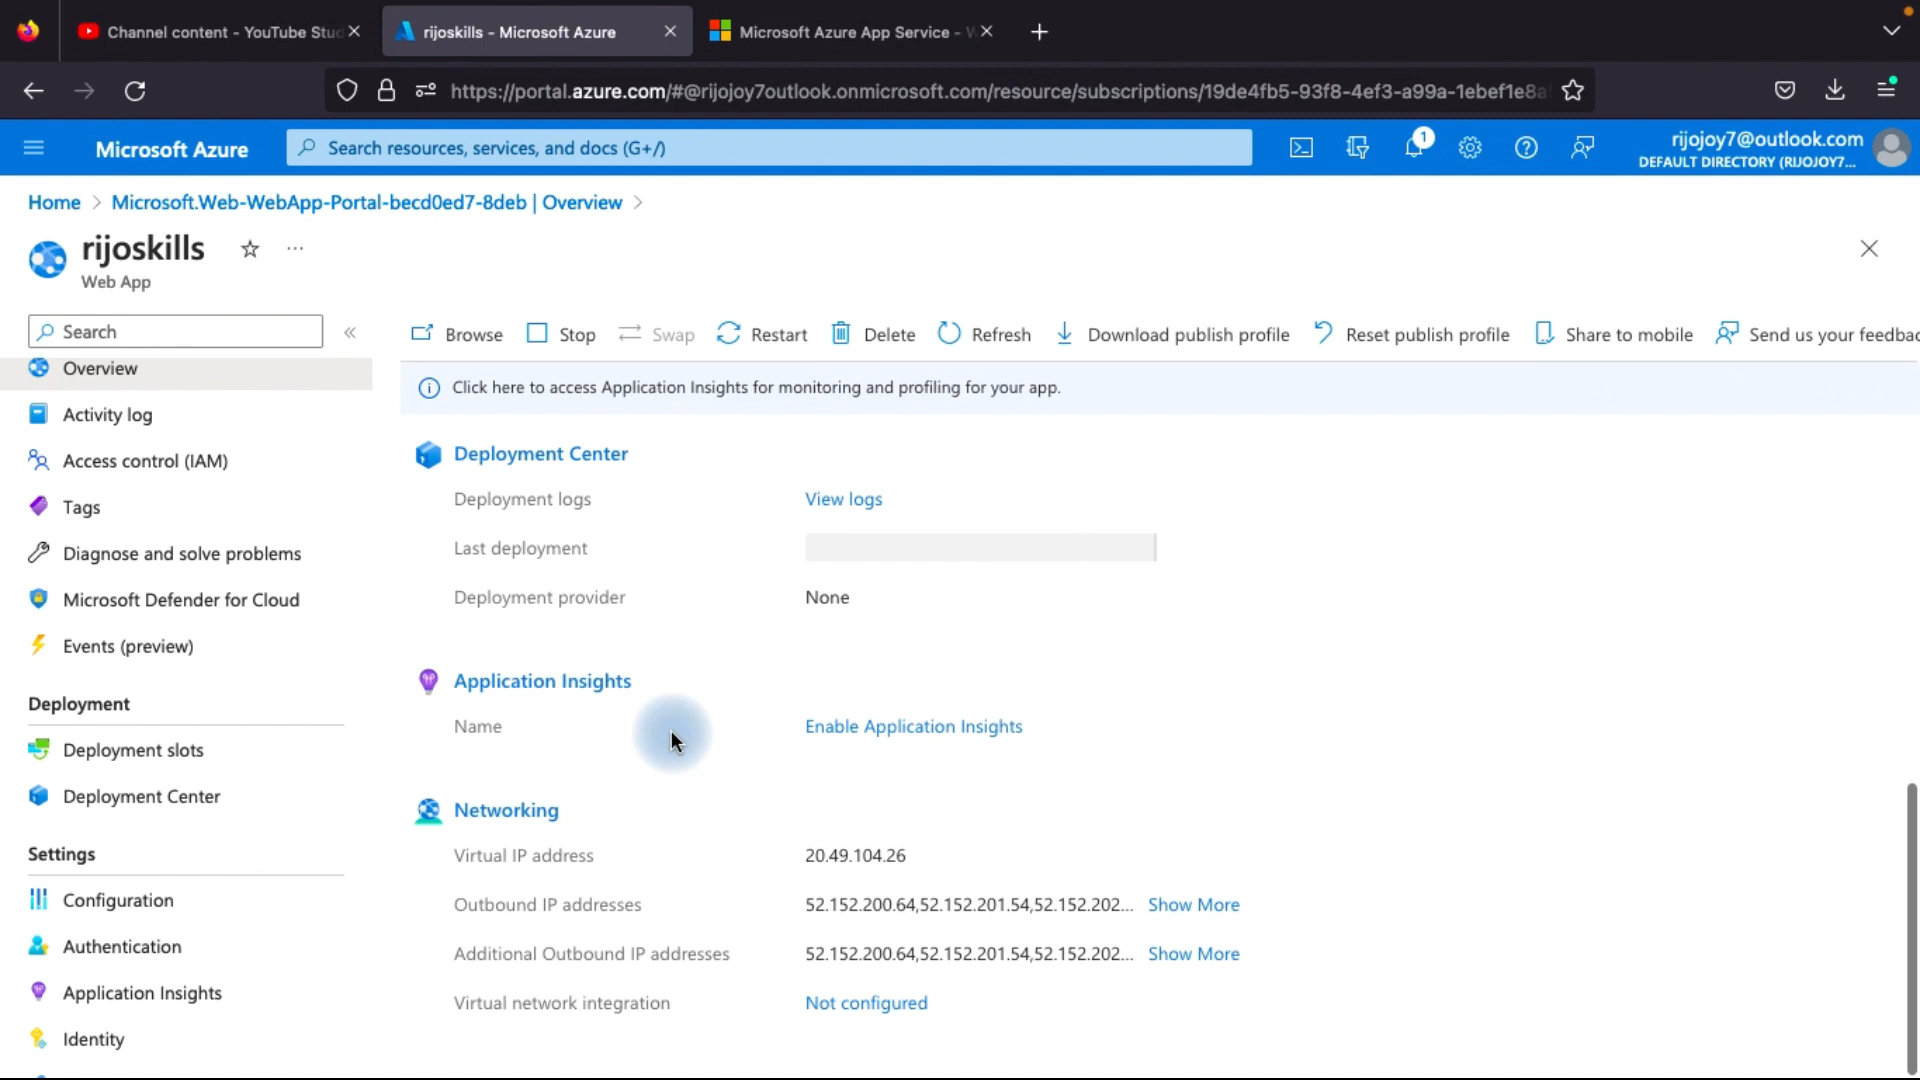 Channel content - YouTube Stud
rijoskills - Microsoft Azure
Microsoft Azure App Service - W
https://portal.azure.com/#@rijojoy7outlook.onmicrosoft.com/resource/subscriptions/19de4fb5-93f8-4ef3-a99a-1ebef1e8a
Microsoft Azure
Search resources, services, and docs (G+/)
1
rijojoy7@outlook.com
DEFAULT DIRECTORY (RIJOJOY7...
Home > Microsoft.Web-WebApp-Portal-becd0ed7-8deb | Overview >
rijoskills
...
Web App
Search
«
Browse
Stop
Swap
Restart
Delete
Refresh
Download publish profile
Reset publish profile
Share to mobile
Send us your feedbac
Click here to access Application Insights for monitoring and profiling for your app.
Overview
Activity log
Access control (IAM)
Tags
Diagnose and solve problems
Microsoft Defender for Cloud
Events (preview)
Deployment
Deployment slots
Deployment Center
Settings
Configuration
Authentication
Application Insights
Identity
Deployment Center
Deployment logs View logs
Last deployment
Deployment provider None
Application Insights
Name Enable Application Insights
Networking
Virtual IP address 20.49.104.26
Outbound IP addresses 52.152.200.64,52.152.201.54,52.152.202... Show More
Additional Outbound IP addresses 52.152.200.64,52.152.201.54,52.152.202... Show More
Virtual network integration Not configured